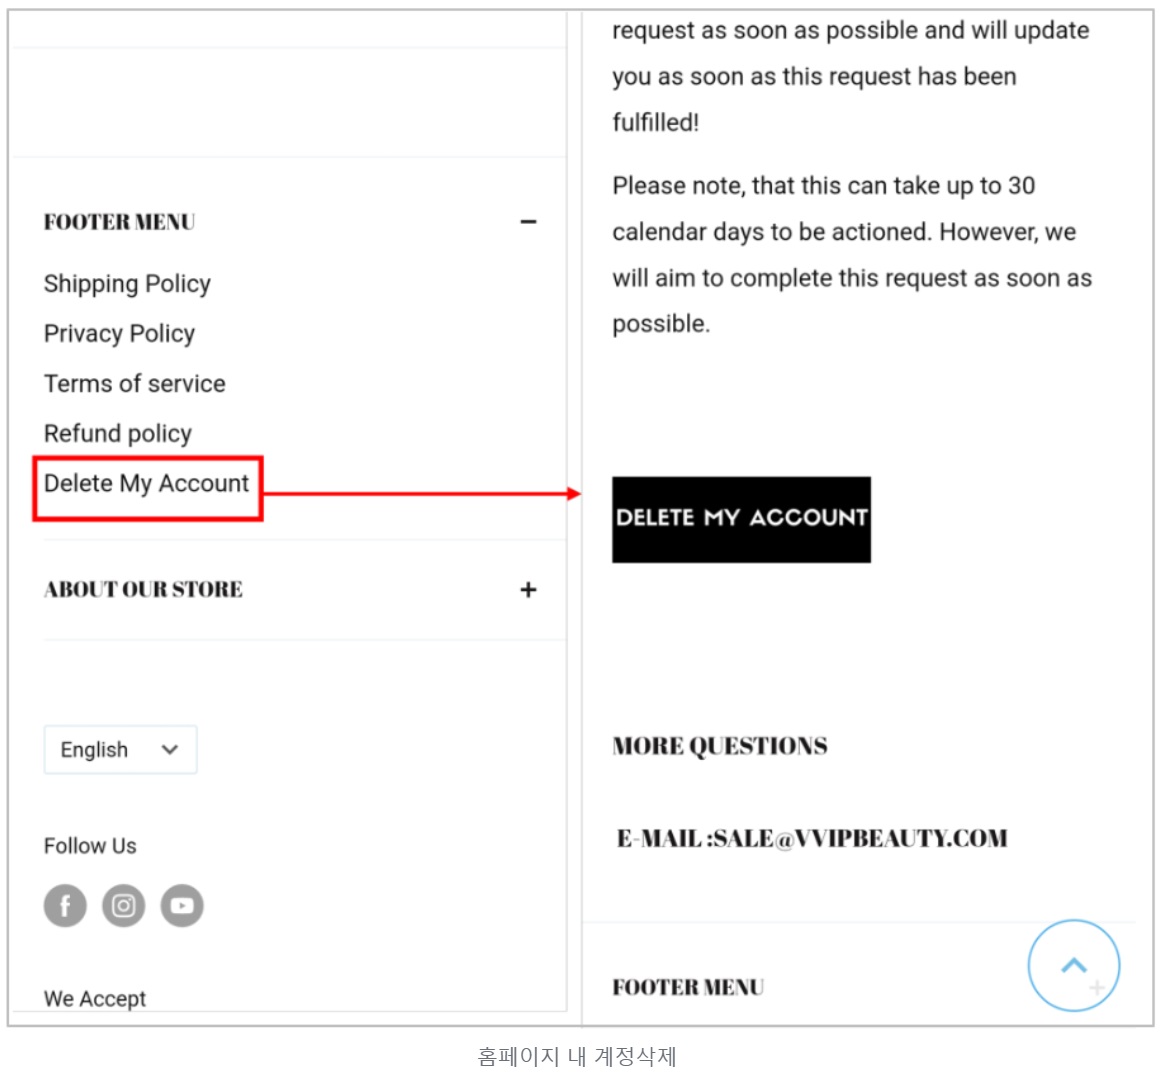 FOOTER MENU
Shipping Policy
Privacy Policy
Terms of service
Refund policy
Delete My Account
ABOUT OUR STORE
English
Follow Us
We Accept
request as soon as possible and will update
you as soon as this request has been
fulfilled!
Please note, that this can take up to 30
calendar days to be actioned. However, we
will aim to complete this request as soon as
possible.
DELETE MY ACCOUNT
MORE QUESTIONS
E-MAIL :SALE@VVIPBEAUTY.COM
FOOTER MENU
홈페이지 내 계정삭제